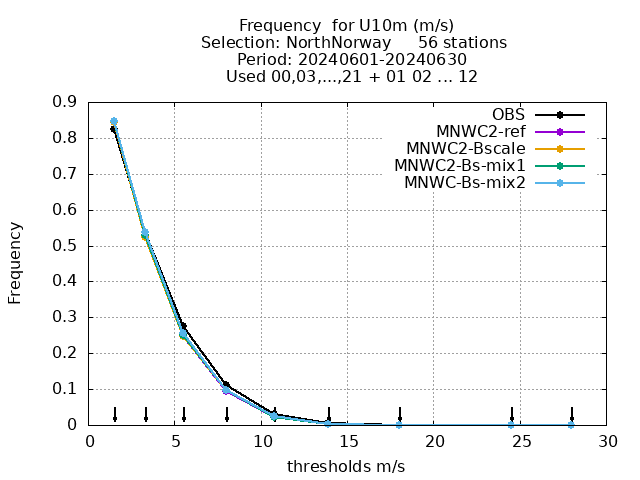 Frequency  for U10m (m/s)
Selection: NorthNorway     56 stations
Period: 20240601-20240630
Used 00,03,...,21 + 01 02 ... 12
OBS
MNWC2-ref
MNWC2-Bscale
MNWC2-Bs-mix1
MNWC-Bs-mix2
Frequency
0.9
0.8
0.7
0.6
0.5
0.4
0.3
0.2
0.1
0
0 5 10 15 20 25 30
thresholds m/s